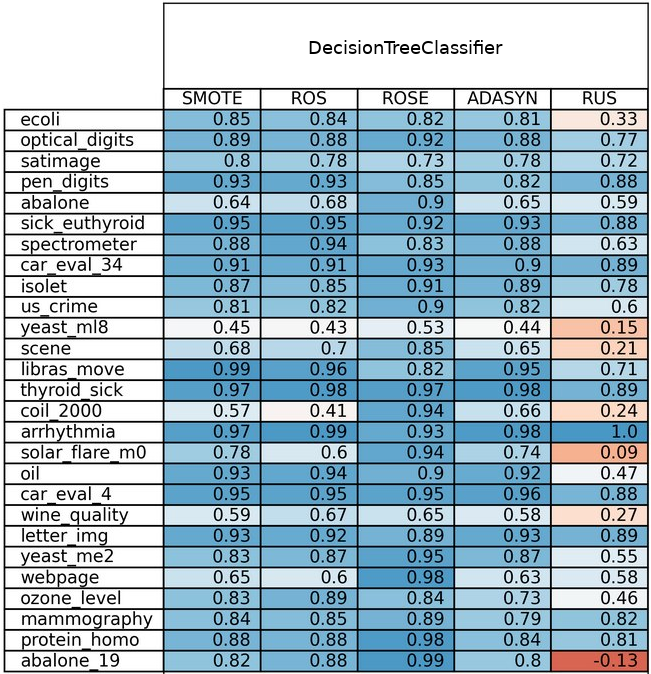 DecisionTreeClassifier
SMOTE ROS ROSE ADASYN RUS
ecoli 0.85 0.84 0.82 0.81 0.33
optical_digits 0.89 0.88 0.92 0.88 0.77
satimage 0.8 0.78 0.73 0.78 0.72
pen_digits 0.93 0.93 0.85 0.82 0.88
abalone 0.64 0.68 0.9 0.65 0.59
sick_euthyroid 0.95 0.95 0.92 0.93 0.88
spectrometer 0.88 0.94 0.83 0.88 0.63
car_eval_34 0.91 0.91 0.93 0.9 0.89
isolet 0.87 0.85 0.91 0.89 0.78
us_crime 0.81 0.82 0.9 0.82 0.6
yeast_ml8 0.45 0.43 0.53 0.44 0.15
scene 0.68 0.7 0.85 0.65 0.21
libras_move 0.99 0.96 0.82 0.95 0.71
thyroid_sick 0.97 0.98 0.97 0.98 0.89
coil_2000 0.57 0.41 0.94 0.66 0.24
arrhythmia 0.97 0.99 0.93 0.98 1.0
solar_flare_m0 0.78 0.6 0.94 0.74 0.09
oil 0.93 0.94 0.9 0.92 0.47
car_eval_4 0.95 0.95 0.95 0.96 0.88
wine_quality 0.59 0.67 0.65 0.58 0.27
letter_img 0.93 0.92 0.89 0.93 0.89
yeast_me2 0.83 0.87 0.95 0.87 0.55
webpage 0.65 0.6 0.98 0.63 0.58
ozone_level 0.83 0.89 0.84 0.73 0.46
mammography 0.84 0.85 0.89 0.79 0.82
protein_homo 0.88 0.88 0.98 0.84 0.81
abalone_19 0.82 0.88 0.99 0.8 -0.13